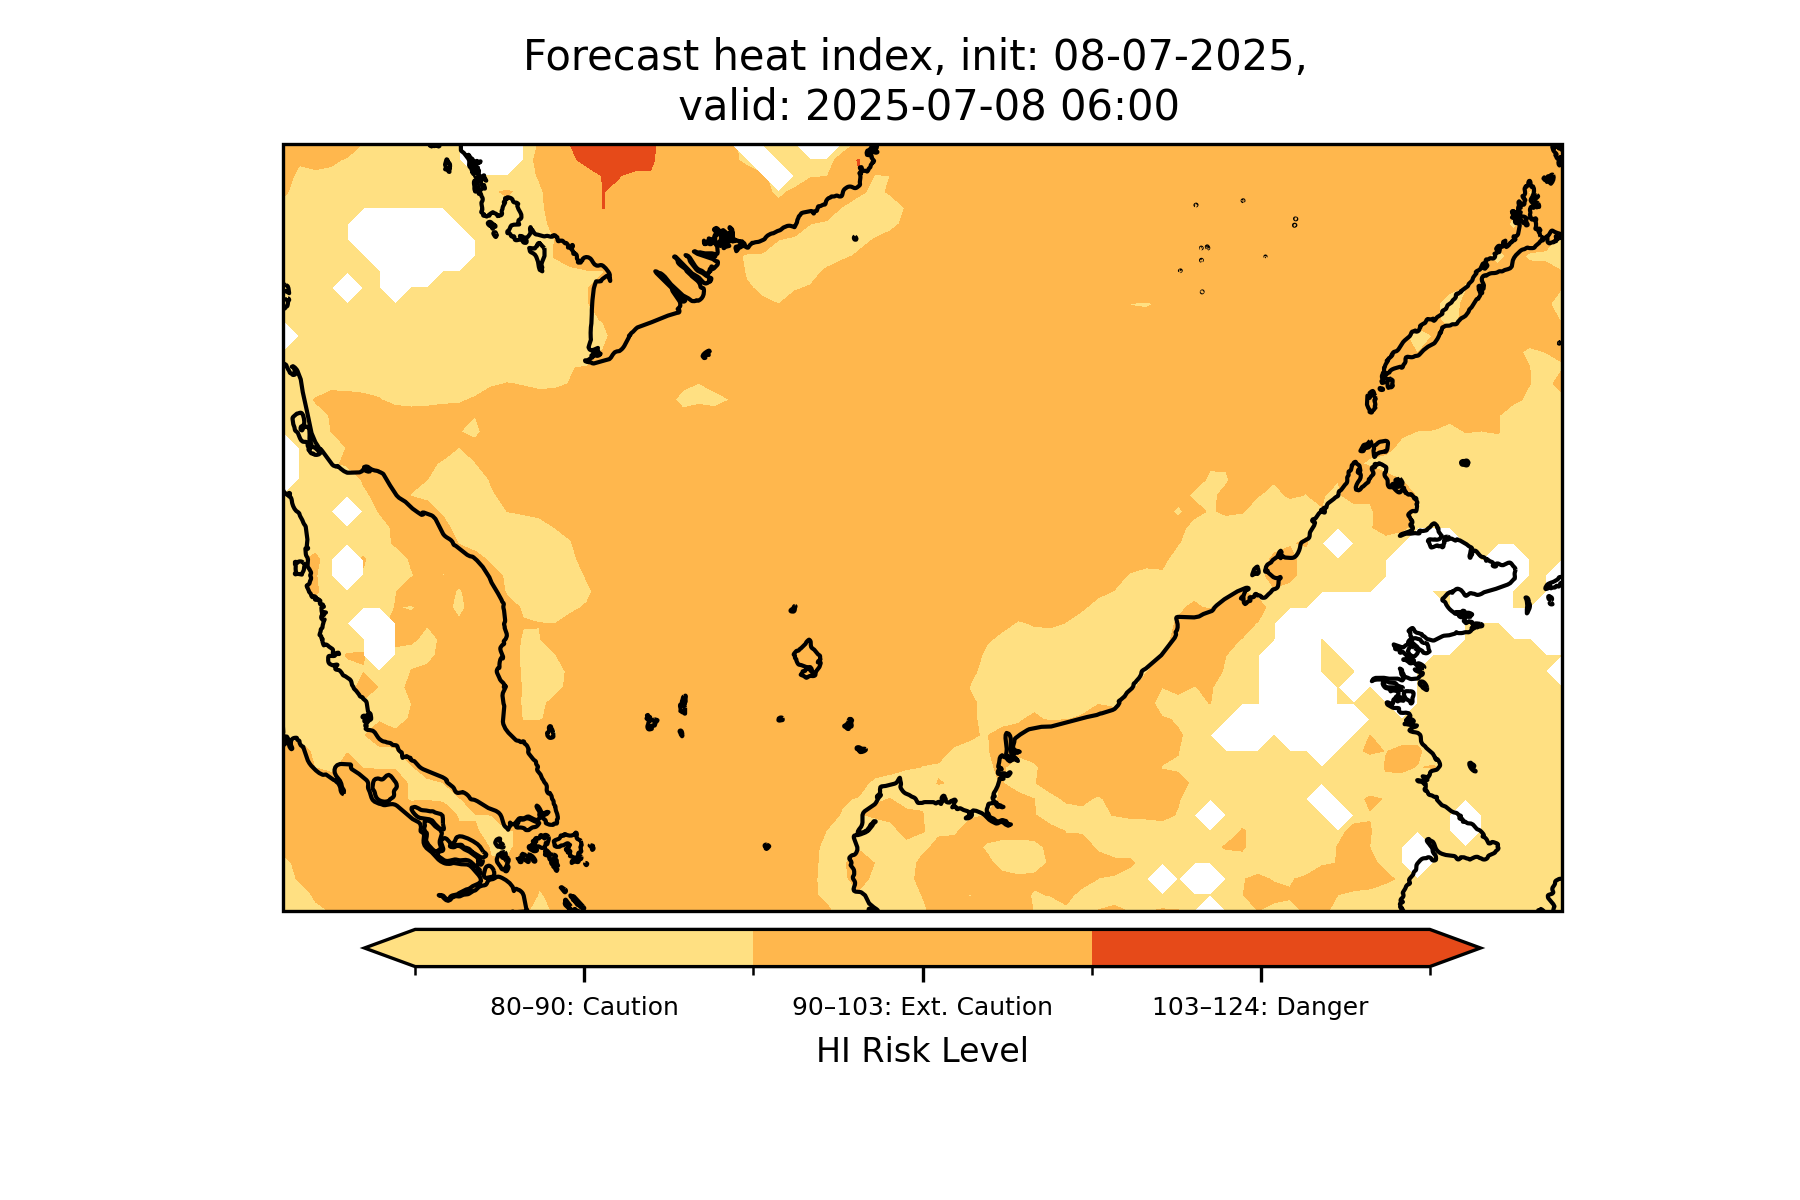 Forecast heat index, init: 08-07-2025,
valid: 2025-07-08 06:00
80–90: Caution
90–103: Ext. Caution
103–124: Danger
HI Risk Level